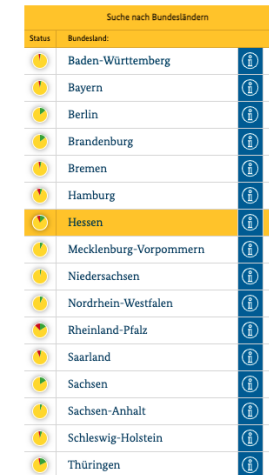 Suche nach Bundesländern
Status Bundesland:
Baden-Württemberg
Bayern
Berlin
Brandenburg
Bremen
Hamburg
Hessen
Mecklenburg-Vorpommern
Niedersachsen
Nordrhein-Westfalen
Rheinland-Pfalz
Saarland
Sachsen
Sachsen-Anhalt
Schleswig-Holstein
Thüringen